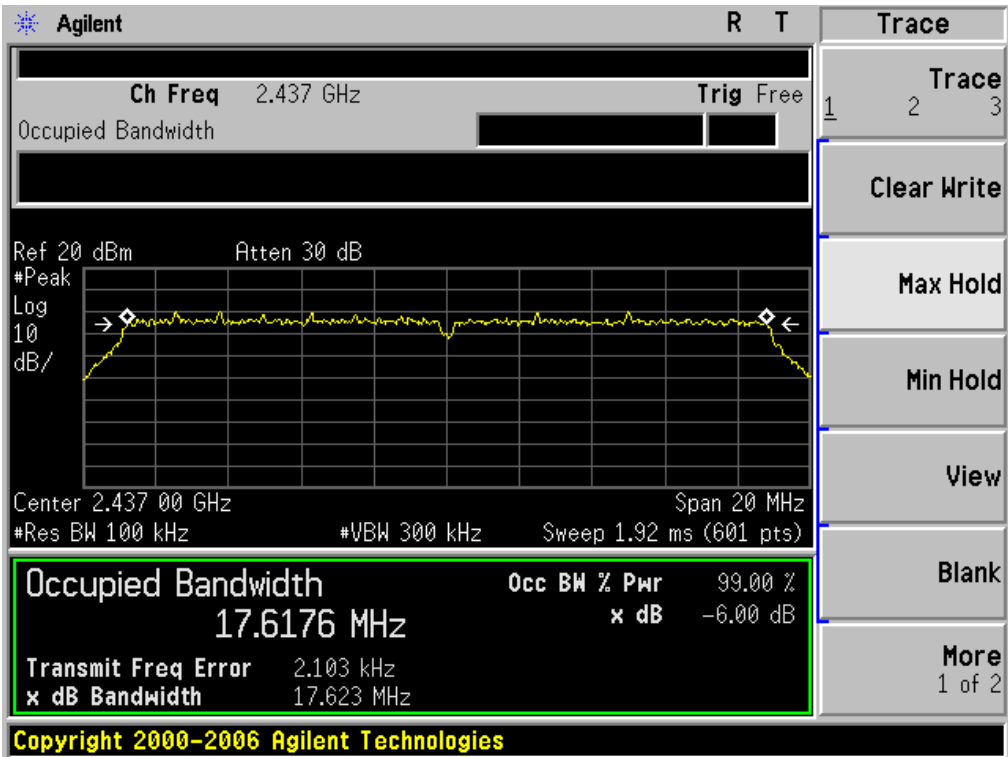 Agilent R T Trace
Ch Freq 2.437 GHz Trig Free
Occupied Bandwidth
Trace
1 2 3
Clear Write
Max Hold
Min Hold
View
Blank
More
1 of 2
Ref 20 dBm Atten 30 dB
#Peak
Log
10
dB/
Center 2.437 00 GHz Span 20 MHz
#Res BW 100 kHz #VBW 300 kHz Sweep 1.92 ms (601 pts)
Occupied Bandwidth Occ BW % Pwr 99.00 %
17.6176 MHz x dB -6.00 dB
Transmit Freq Error 2.103 kHz
x dB Bandwidth 17.623 MHz
Copyright 2000-2006 Agilent Technologies